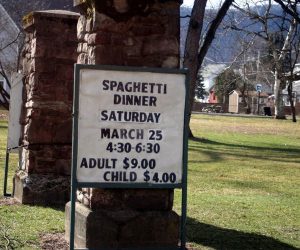 SPAGHETTI
DINNER
SATURDAY
MARCH 25
4:30-6:30
ADULT $9.00
CHILD $4.00